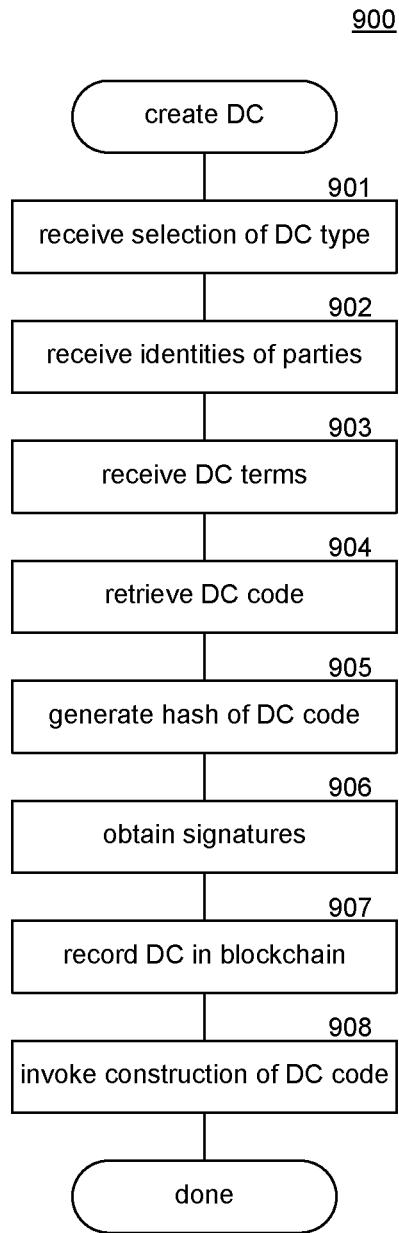 900
create DC
901
receive selection of DC type
902
receive identities of parties
903
receive DC terms
904
retrieve DC code
905
generate hash of DC code
906
obtain signatures
907
record DC in blockchain
908
invoke construction of DC code
done